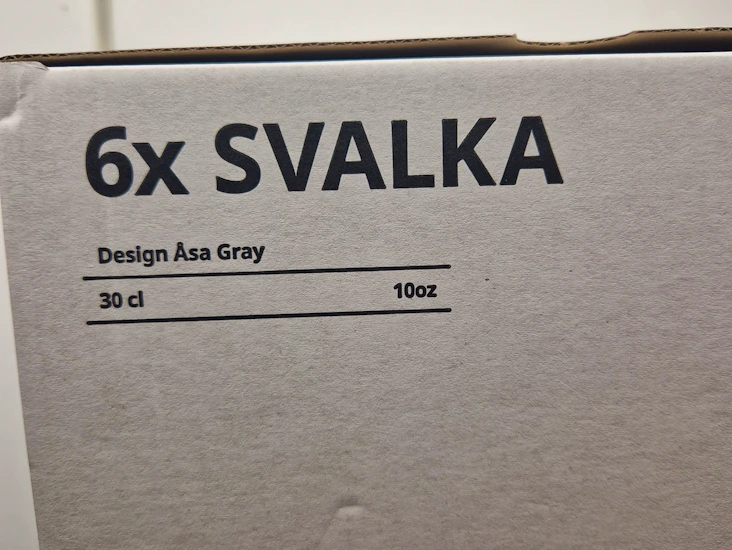 6x SVALKA
Design Åsa Gray
30 cl 10oz